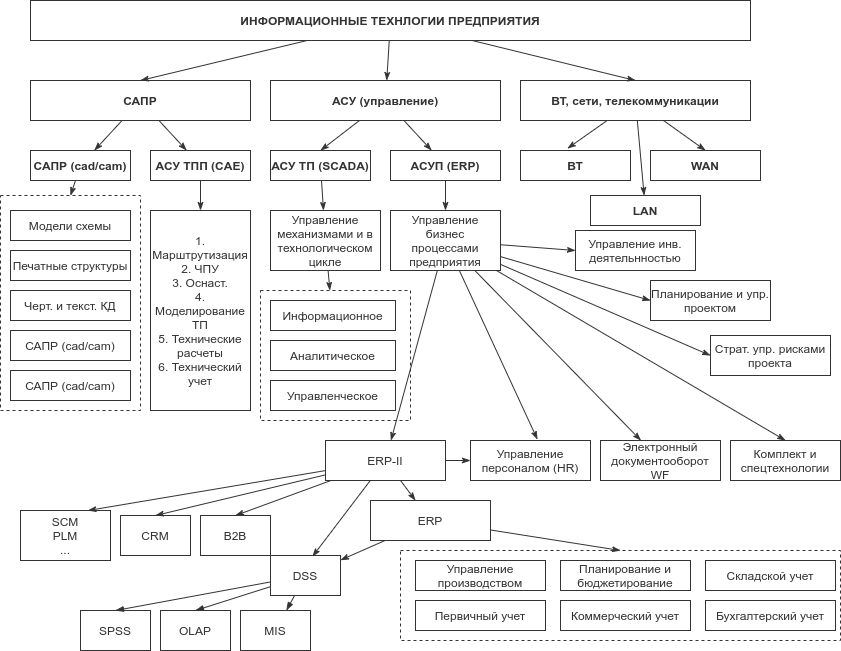 ИНФОРМАЦИОННЫЕ ТЕХНЛОГИИ ПРЕДПРИЯТИЯ
САПР
АСУ (управление)
ВТ, сети, телекоммуникации
САПР (cad/cam)
АСУ ТПП (CAE)
АСУ ТП (SCADA)
АСУП (ERP)
ВТ
WAN
LAN
Модели схемы
Печатные структуры
Черт. и текст. КД
САПР (cad/cam)
САПР (cad/cam)
1.
Марштрутизация
2. ЧПУ
3. Оснаст.
4.
Моделирование
ТП
5. Технические
расчеты
6. Технический
учет
Управление
механизмами и в
технологическом
цикле
Информационное
Аналитическое
Управленческое
Управление
бизнес
процессами
предприятия
Управление инв.
деятельнностью
Планирование и упр.
проектом
Страт. упр. рисками
проекта
ERP-II
Управление
персоналом (HR)
Электронный
документооборот
WF
Комплект и
спецтехнологии
SCM
PLM
...
CRM
B2B
ERP
DSS
SPSS
OLAP
MIS
Управление
производством
Планирование и
бюджетирование
Складской учет
Первичный учет
Коммерческий учет
Бухгалтерский учет